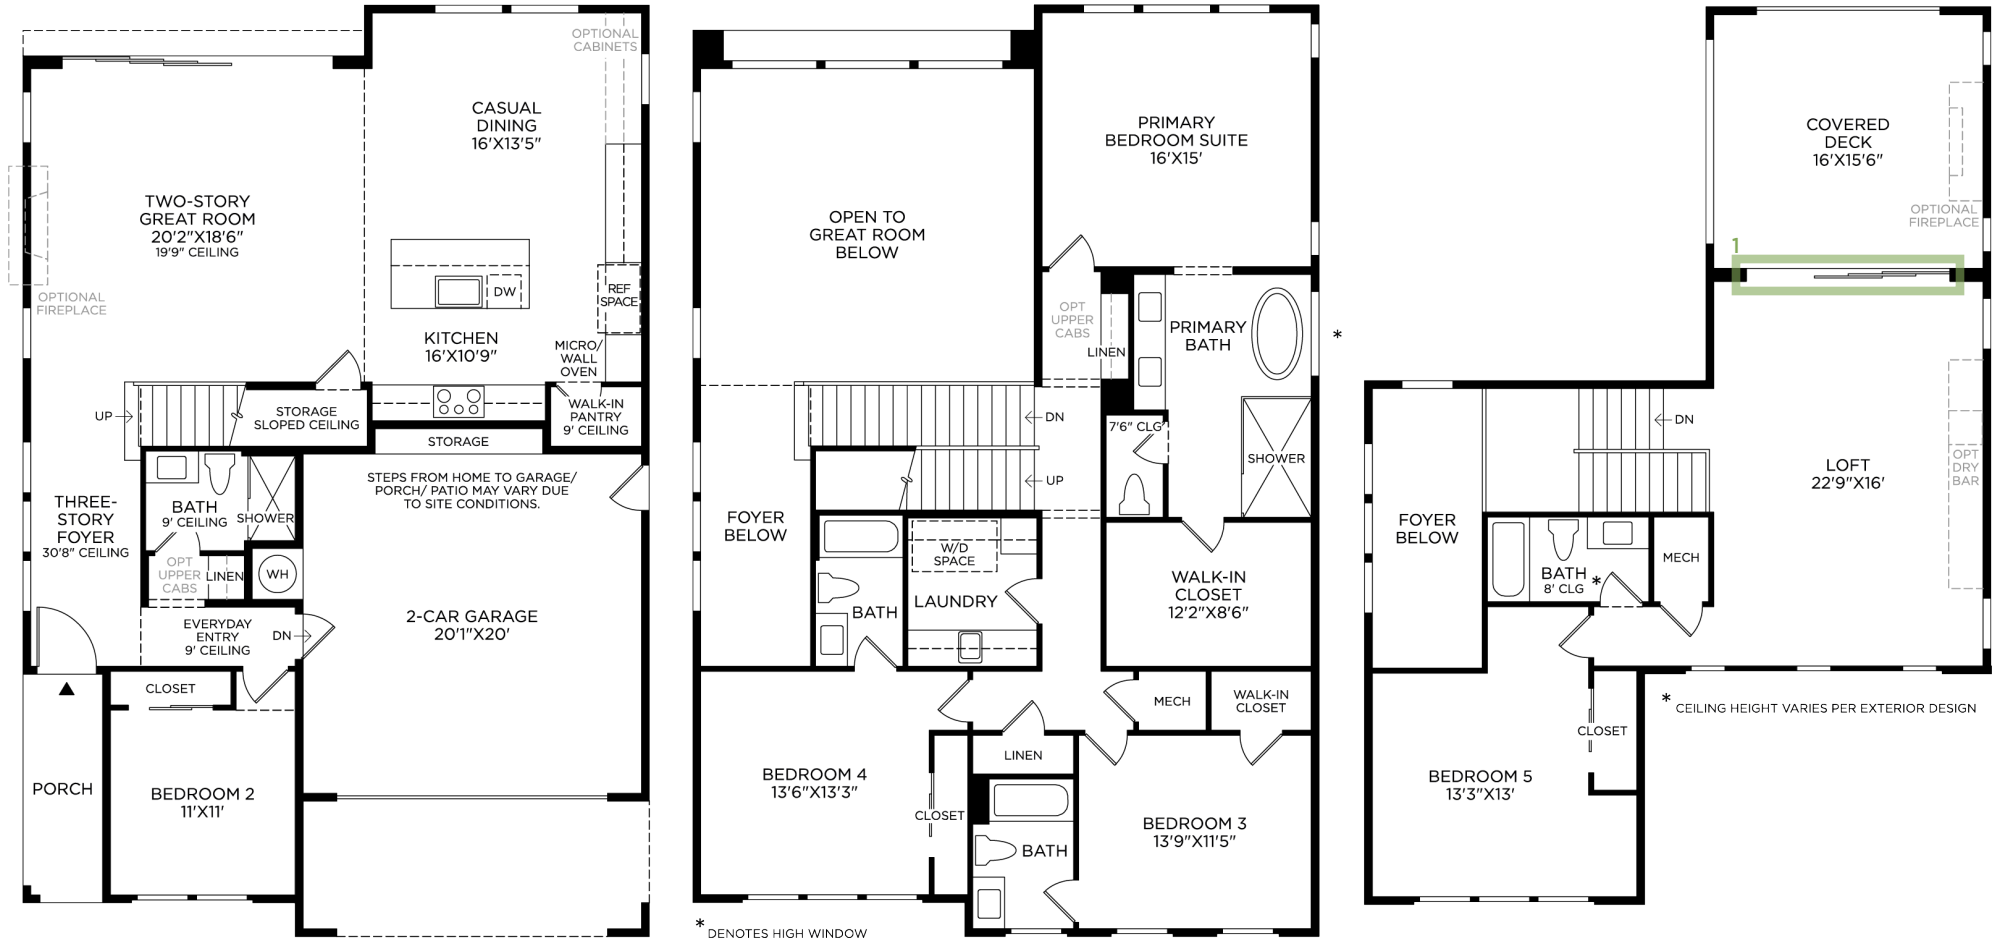 OPTIONAL
CABINETS
CASUAL
DINING
16'X13'5"
TWO-STORY
GREAT ROOM
20'2"X18'6"
19'9" CEILING
OPTIONAL
FIREPLACE
DW
REF
SPACE
KITCHEN
16'X10'9"
MICRO/
WALL
OVEN
UP
STORAGE
SLOPED CEILING
WALK-IN
PANTRY
9' CEILING
STORAGE
STEPS FROM HOME TO GARAGE/
PORCH/ PATIO MAY VARY DUE
TO SITE CONDITIONS.
THREE-
STORY
FOYER
30'8" CEILING
BATH
9' CEILING
SHOWER
OPT
UPPER
CABS
LINEN
WH
EVERYDAY
ENTRY
9' CEILING
DN
2-CAR GARAGE
20'1"X20'
CLOSET
PORCH
BEDROOM 2
11'X11'
OPEN TO
GREAT ROOM
BELOW
PRIMARY
BEDROOM SUITE
16'X15'
OPT
UPPER
CABS
LINEN
PRIMARY
BATH
*
DN
7'6" CLG
SHOWER
UP
FOYER
BELOW
W/D
SPACE
LAUNDRY
BATH
WALK-IN
CLOSET
12'2"X8'6"
MECH
WALK-IN
CLOSET
LINEN
BEDROOM 4
13'6"X13'3"
CLOSET
BATH
BEDROOM 3
13'9"X11'5"
* DENOTES HIGH WINDOW
COVERED
DECK
16'X15'6"
OPTIONAL
FIREPLACE
1
DN
LOFT
22'9"X16'
OPT
DRY
BAR
FOYER
BELOW
BATH *
8' CLG
MECH
* CEILING HEIGHT VARIES PER EXTERIOR DESIGN
CLOSET
BEDROOM 5
13'3"X13'